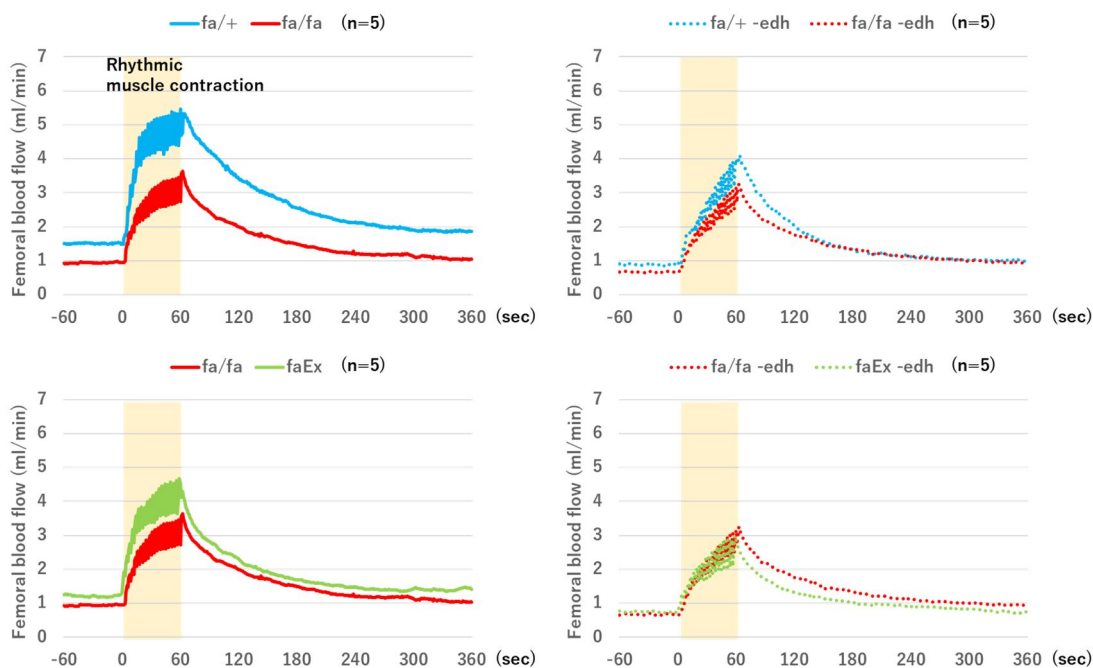 fa/+ fa/fa (n=5)
7
6
5
4
3
2
1
0
Femoral blood flow (ml/min)
Rhythmic
muscle contraction
-60 0 60 120 180 240 300 360 (sec)
fa/+ -edh fa/fa -edh (n=5)
7
6
5
4
3
2
1
0
Femoral blood flow (ml/min)
-60 0 60 120 180 240 300 360 (sec)
fa/fa faEx (n=5)
7
6
5
4
3
2
1
0
Femoral blood flow (ml/min)
-60 0 60 120 180 240 300 360 (sec)
fa/fa -edh faEx -edh (n=5)
7
6
5
4
3
2
1
0
Femoral blood flow (ml/min)
-60 0 60 120 180 240 300 360 (sec)